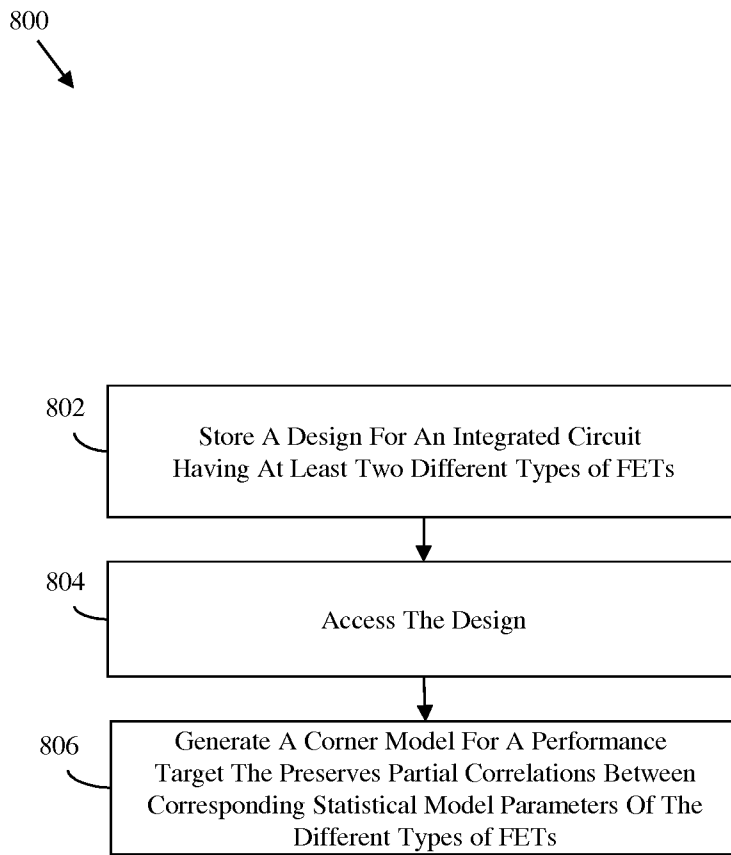 800
802
Store A Design For An Integrated Circuit
Having At Least Two Different Types of FETs
804
Access The Design
806
Generate A Corner Model For A Performance
Target The Preserves Partial Correlations Between
Corresponding Statistical Model Parameters Of The
Different Types of FETs